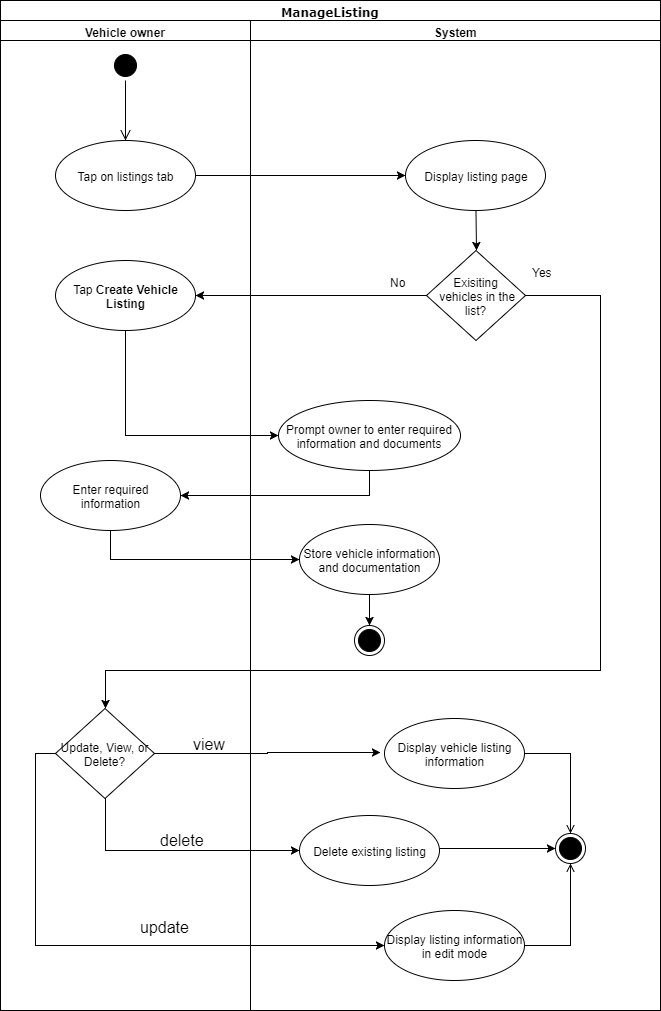 ManageListing
Vehicle owner
System
Tap on listings tab
Display listing page
Tap Create Vehicle
Listing
No
Exisiting
vehicles in the
list?
Yes
Prompt owner to enter required
information and documents
Enter required
information
Store vehicle information
and documentation
Update, View, or
Delete?
view
Display vehicle listing
information
delete
Delete existing listing
update
Display listing information
in edit mode